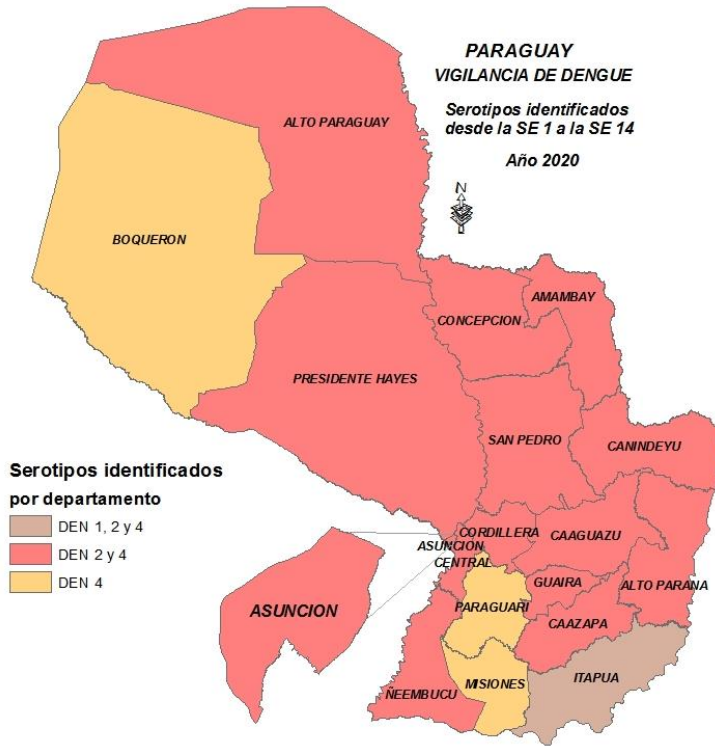 PARAGUAY
VIGILANCIA DE DENGUE
Serotipos identificados
desde la SE 1 a la SE 14
Año 2020
N
ALTO PARAGUAY
BOQUERON
AMAMBAY
CONCEPCION
PRESIDENTE HAYES
SAN PEDRO
CANINDEYU
Serotipos identificados
por departamento
DEN 1, 2 y 4
DEN 2 y 4
DEN 4
CORDILLERA
CAAGUAZU
ASUNCION
CENTRAL
GUAIRA
ALTO PARANA
ASUNCION
PARAGUARI
CAAZAPA
ITAPUA
MISIONES
ÑEEMBUCU